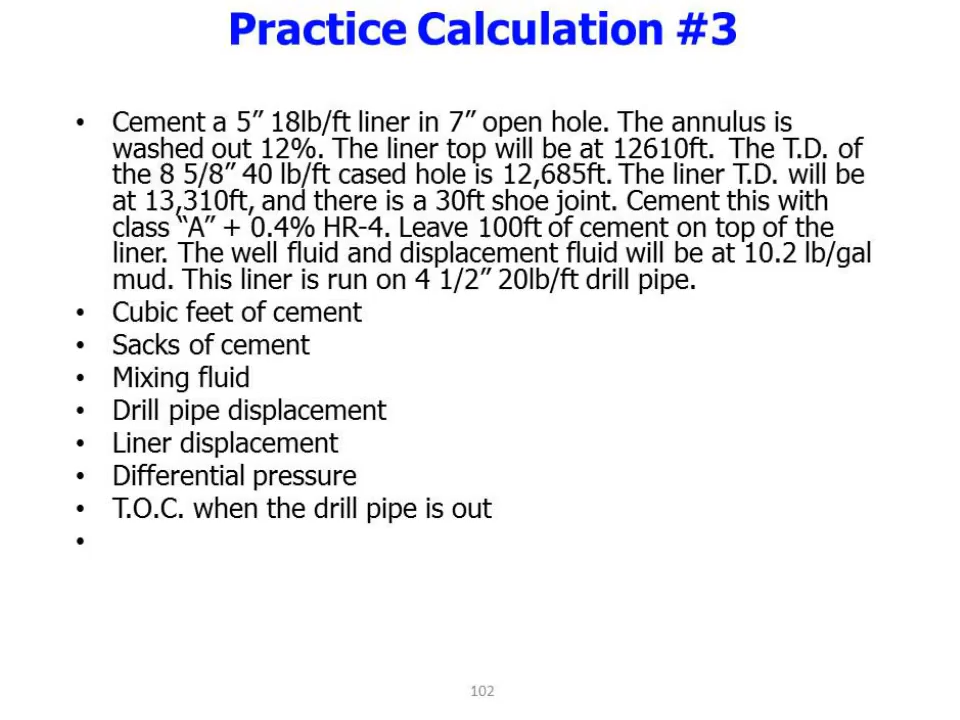 Practice Calculation #3
• Cement a 5” 18lb/ft liner in 7” open hole. The annulus is
washed out 12%. The liner top will be at 12610ft.  The T.D. of
the 8 5/8” 40 lb/ft cased hole is 12,685ft. The liner T.D. will be
at 13,310ft, and there is a 30ft shoe joint. Cement this with
class “A” + 0.4% HR-4. Leave 100ft of cement on top of the
liner. The well fluid and displacement fluid will be at 10.2 lb/gal
mud. This liner is run on 4 1/2” 20lb/ft drill pipe.
• Cubic feet of cement
• Sacks of cement
• Mixing fluid
• Drill pipe displacement
• Liner displacement
• Differential pressure
• T.O.C. when the drill pipe is out
•
102